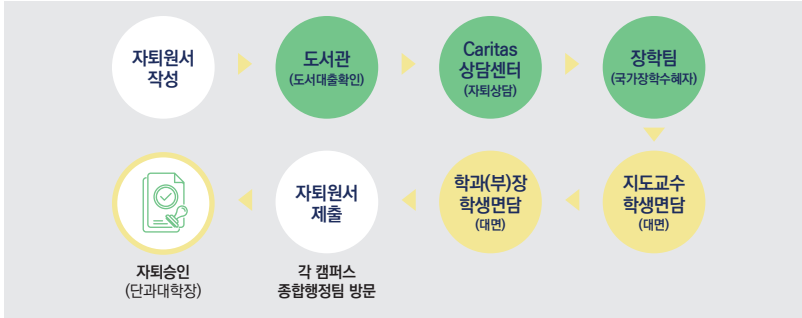 자퇴원서
작성
도서관
(도서대출확인)
Caritas
상담센터
(자퇴상담)
장학팀
(국가장학수혜자)
지도교수
학생면담
(대면)
학과(부)장
학생면담
(대면)
자퇴원서
제출
각 캠퍼스
종합행정팀 방문
자퇴승인
(단과대학장)